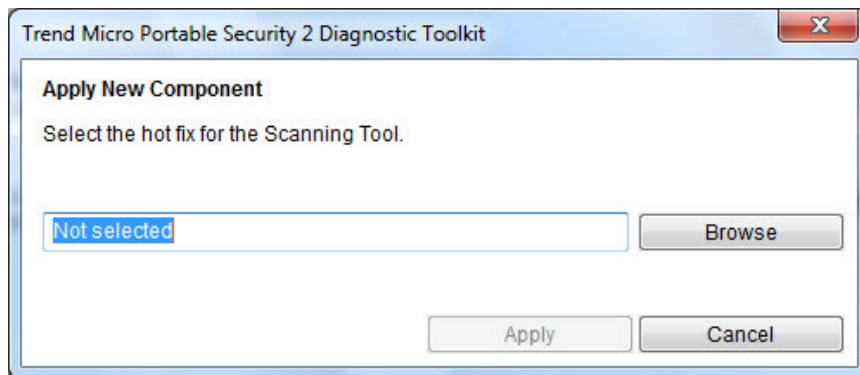 Trend Micro Portable Security 2 Diagnostic Toolkit
Apply New Component
Select the hot fix for the Scanning Tool.
Not selected
Browse
Apply
Cancel